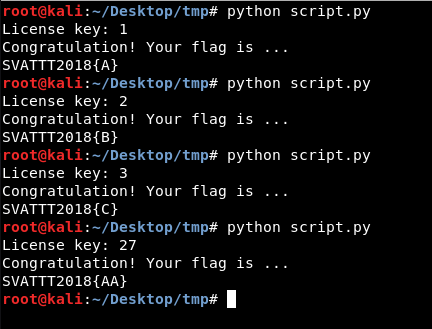 root@kali:~/Desktop/tmp# python script.py
License key: 1
Congratulation! Your flag is ...
SVATTT2018{A}
root@kali:~/Desktop/tmp# python script.py
License key: 2
Congratulation! Your flag is ...
SVATTT2018{B}
root@kali:~/Desktop/tmp# python script.py
License key: 3
Congratulation! Your flag is ...
SVATTT2018{C}
root@kali:~/Desktop/tmp# python script.py
License key: 27
Congratulation! Your flag is ...
SVATTT2018{AA}
root@kali:~/Desktop/tmp#